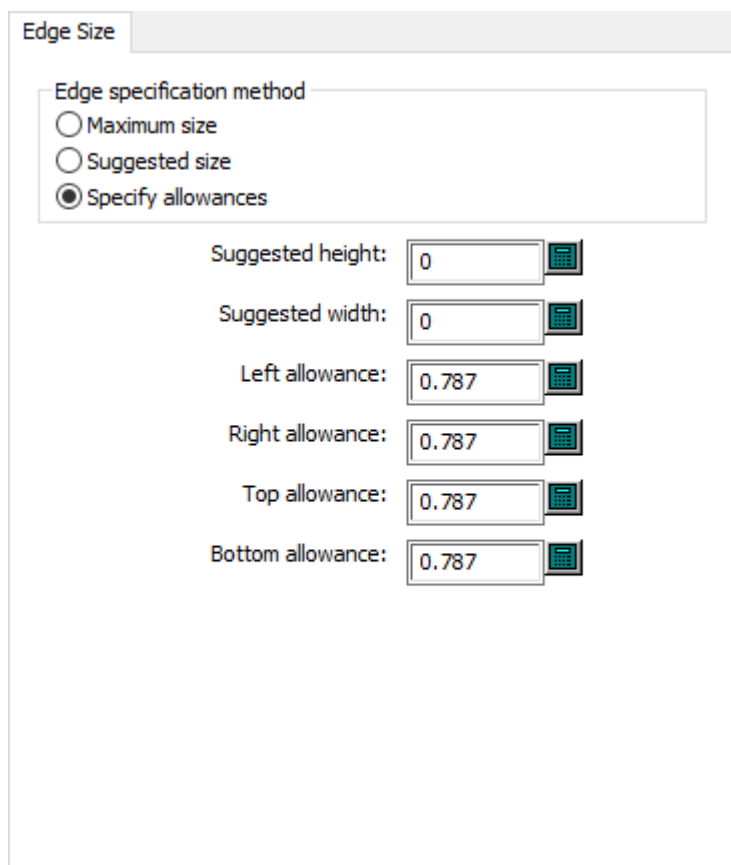 Edge Size
Edge specification method
Maximum size
Suggested size
Specify allowances
Suggested height: 0
Suggested width: 0
Left allowance: 0.787
Right allowance: 0.787
Top allowance: 0.787
Bottom allowance: 0.787